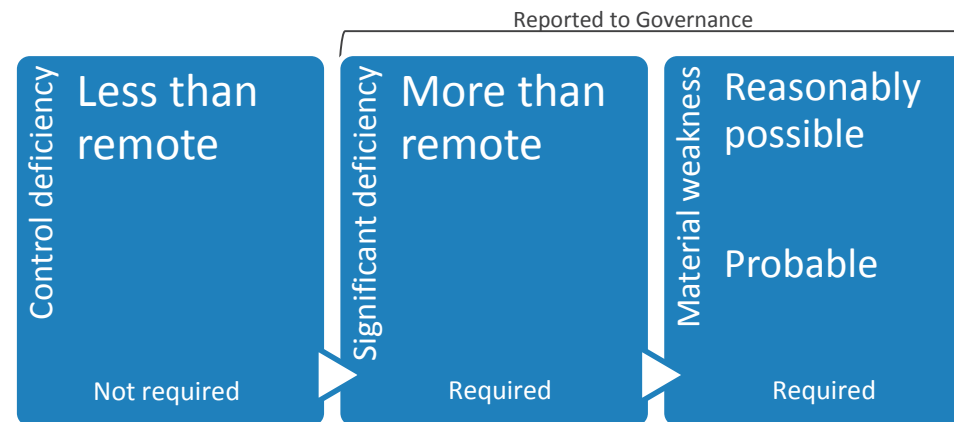 Reported to Governance
Control deficiency
Less than
remote
Not required
Significant deficiency
More than
remote
Required
Material weakness
Reasonably
possible
Probable
Required